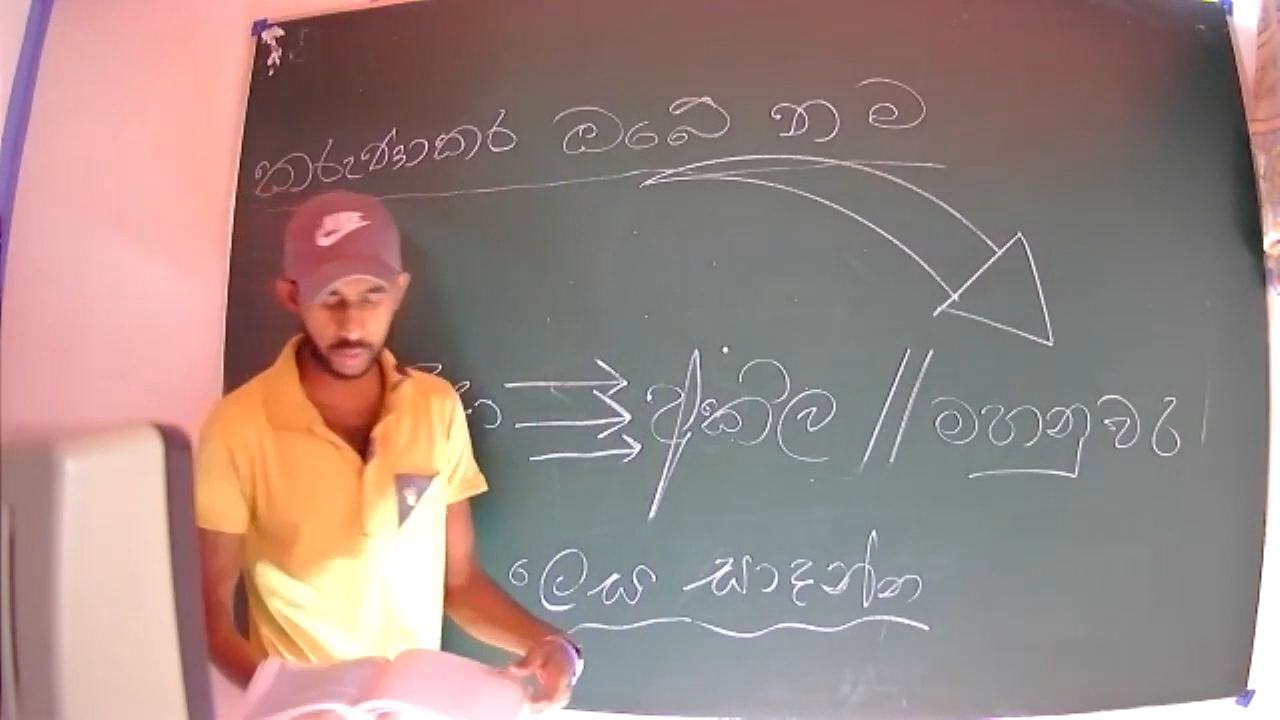 කරුණාකර ඔබේ නම
අකිල // මහනුවර
ලෙස සාදන්න